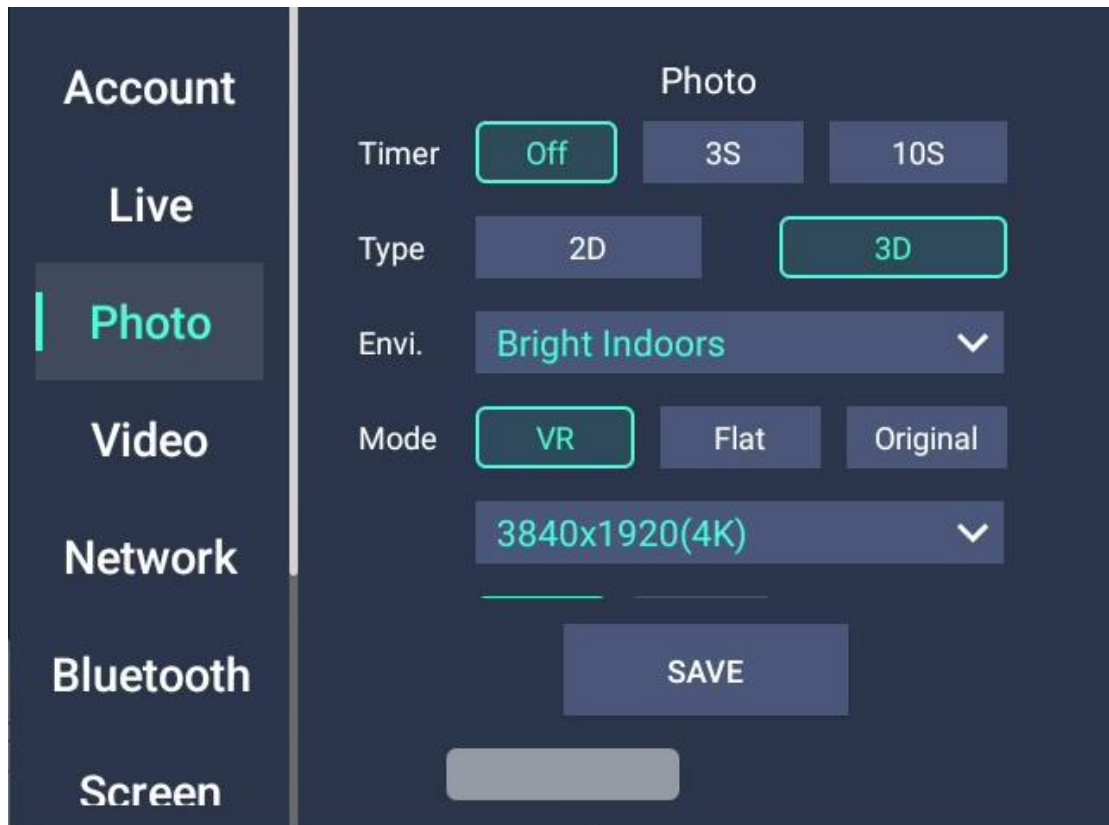 Account
Live
Photo
Video
Network
Bluetooth
Screen
Photo
Timer Off 3S 10S
Type 2D 3D
Envi. Bright Indoors
Mode VR Flat Original
3840x1920(4K)
SAVE